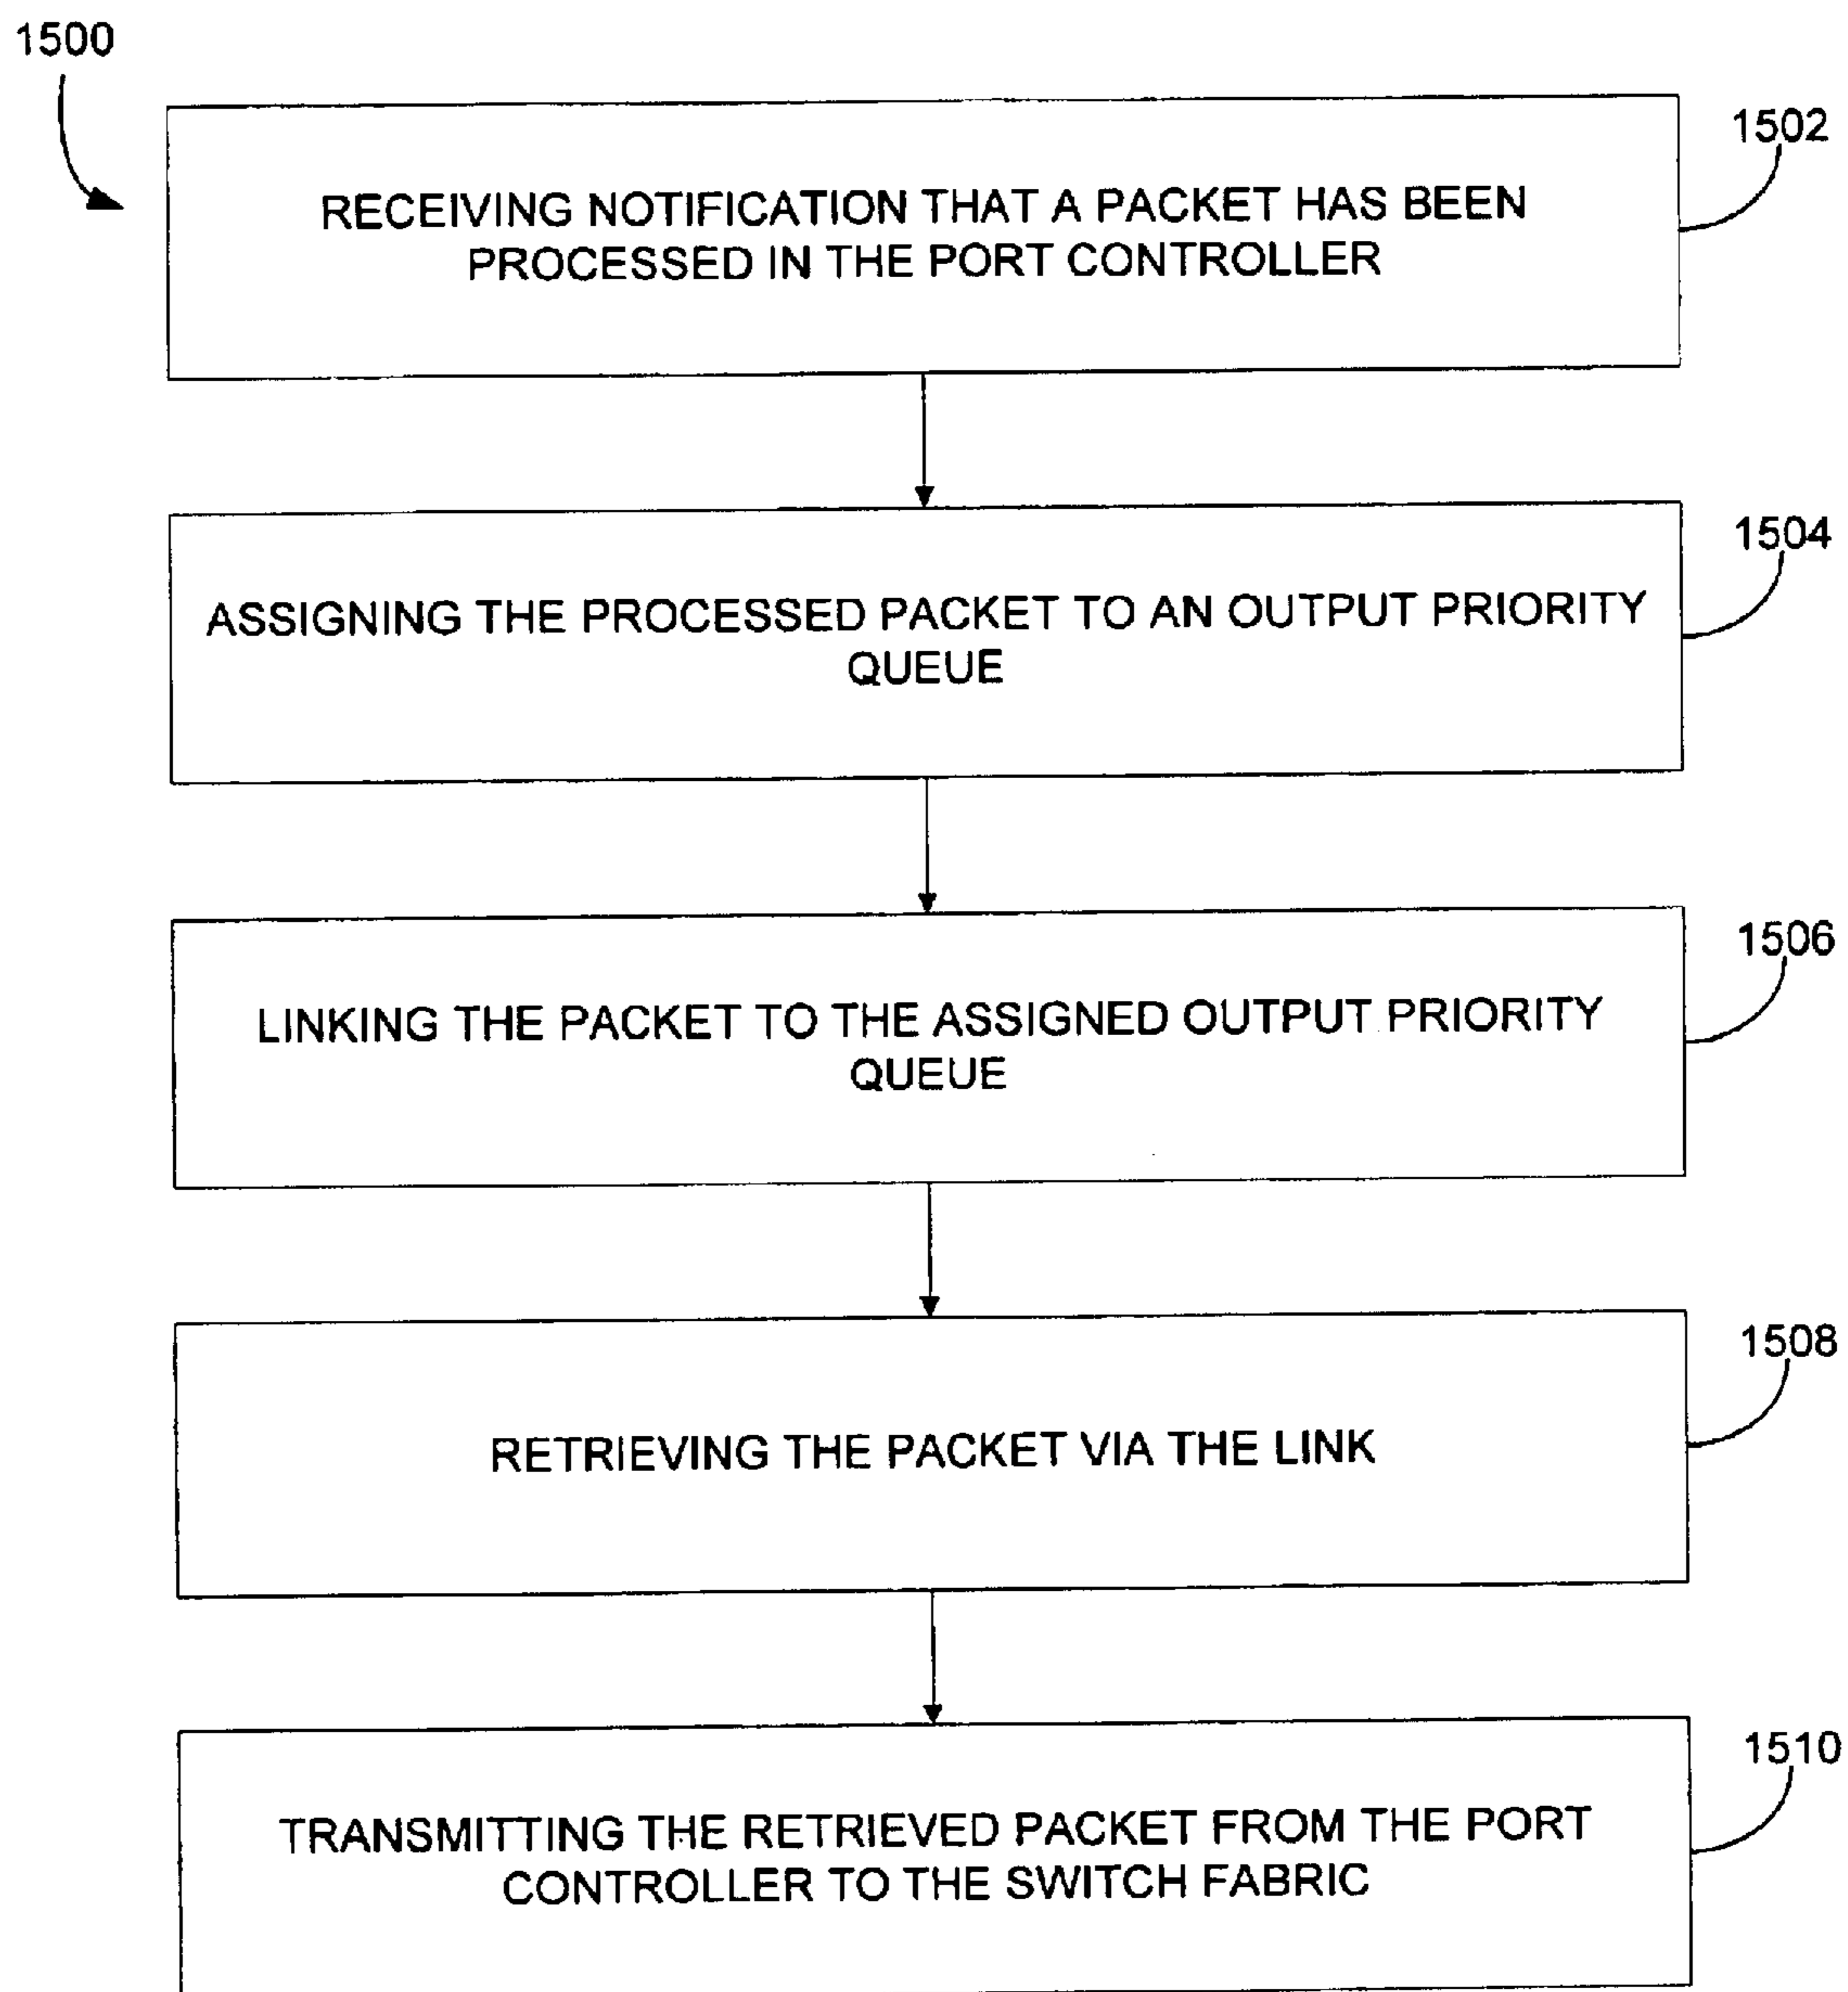 1500
1502
RECEIVING NOTIFICATION THAT A PACKET HAS BEEN
PROCESSED IN THE PORT CONTROLLER
1504
ASSIGNING THE PROCESSED PACKET TO AN OUTPUT PRIORITY
QUEUE
1506
LINKING THE PACKET TO THE ASSIGNED OUTPUT PRIORITY
QUEUE
1508
RETRIEVING THE PACKET VIA THE LINK
1510
TRANSMITTING THE RETRIEVED PACKET FROM THE PORT
CONTROLLER TO THE SWITCH FABRIC